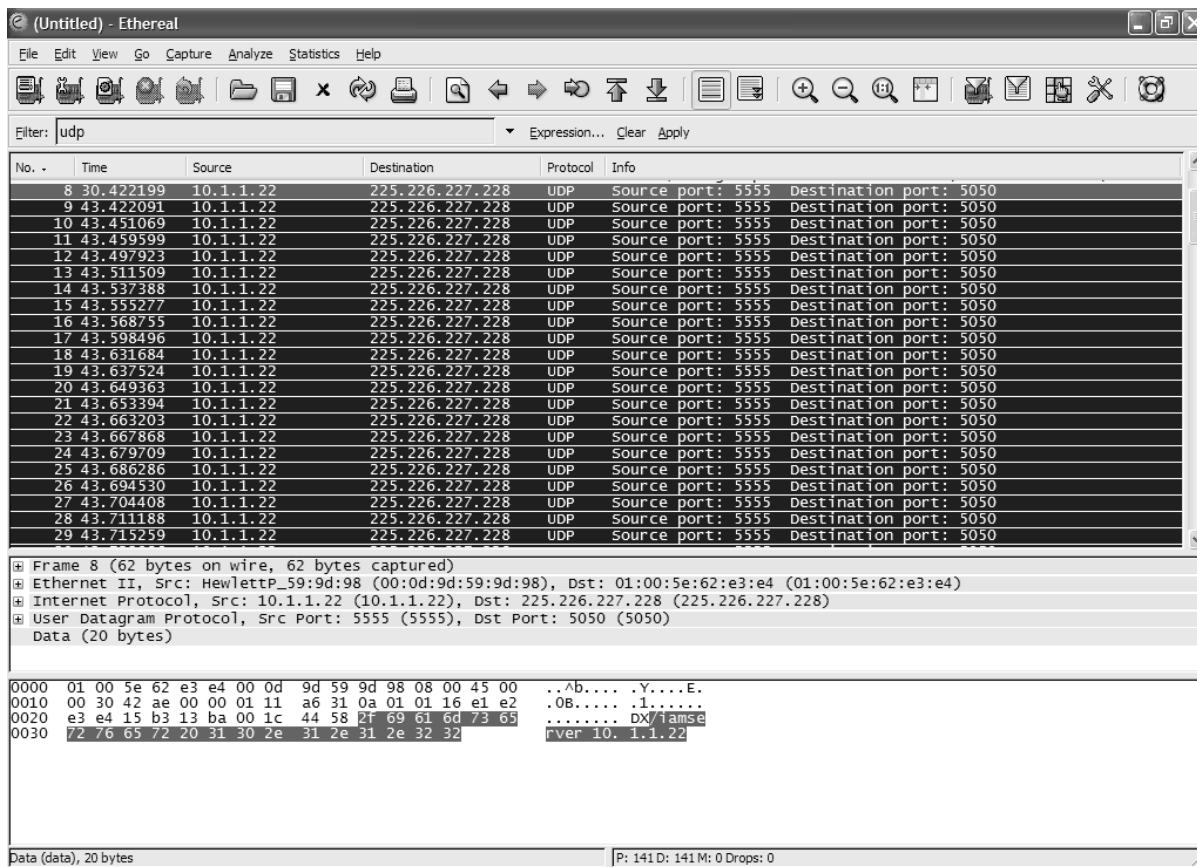 (Untitled) - Ethereal
File Edit View Go Capture Analyze Statistics Help
Filter: udp Expression... Clear Apply
No. - Time Source Destination Protocol Info
8 30.422199 10.1.1.22 225.226.227.228 UDP Source port: 5555 Destination port: 5050
9 43.422091 10.1.1.22 225.226.227.228 UDP Source port: 5555 Destination port: 5050
10 43.451069 10.1.1.22 225.226.227.228 UDP Source port: 5555 Destination port: 5050
11 43.459599 10.1.1.22 225.226.227.228 UDP Source port: 5555 Destination port: 5050
12 43.497923 10.1.1.22 225.226.227.228 UDP Source port: 5555 Destination port: 5050
13 43.511509 10.1.1.22 225.226.227.228 UDP Source port: 5555 Destination port: 5050
14 43.537388 10.1.1.22 225.226.227.228 UDP Source port: 5555 Destination port: 5050
15 43.555277 10.1.1.22 225.226.227.228 UDP Source port: 5555 Destination port: 5050
16 43.568755 10.1.1.22 225.226.227.228 UDP Source port: 5555 Destination port: 5050
17 43.598496 10.1.1.22 225.226.227.228 UDP Source port: 5555 Destination port: 5050
18 43.631684 10.1.1.22 225.226.227.228 UDP Source port: 5555 Destination port: 5050
19 43.637524 10.1.1.22 225.226.227.228 UDP Source port: 5555 Destination port: 5050
20 43.649363 10.1.1.22 225.226.227.228 UDP Source port: 5555 Destination port: 5050
21 43.653394 10.1.1.22 225.226.227.228 UDP Source port: 5555 Destination port: 5050
22 43.663203 10.1.1.22 225.226.227.228 UDP Source port: 5555 Destination port: 5050
23 43.667868 10.1.1.22 225.226.227.228 UDP Source port: 5555 Destination port: 5050
24 43.679709 10.1.1.22 225.226.227.228 UDP Source port: 5555 Destination port: 5050
25 43.686286 10.1.1.22 225.226.227.228 UDP Source port: 5555 Destination port: 5050
26 43.694530 10.1.1.22 225.226.227.228 UDP Source port: 5555 Destination port: 5050
27 43.704408 10.1.1.22 225.226.227.228 UDP Source port: 5555 Destination port: 5050
28 43.711188 10.1.1.22 225.226.227.228 UDP Source port: 5555 Destination port: 5050
29 43.715259 10.1.1.22 225.226.227.228 UDP Source port: 5555 Destination port: 5050
Frame 8 (62 bytes on wire, 62 bytes captured)
Ethernet II, Src: HewlettP_59:9d:98 (00:0d:9d:59:9d:98), Dst: 01:00:5e:62:e3:e4 (01:00:5e:62:e3:e4)
Internet Protocol, Src: 10.1.1.22 (10.1.1.22), Dst: 225.226.227.228 (225.226.227.228)
User Datagram Protocol, Src Port: 5555 (5555), Dst Port: 5050 (5050)
Data (20 bytes)
0000 01 00 5e 62 e3 e4 00 0d 9d 59 9d 98 08 00 45 00 ..^b.... .Y....E.
0010 00 30 42 ae 00 00 01 11 a6 31 0a 01 01 16 e1 e2 .0B..... .1......
0020 e3 e4 15 b3 13 ba 00 1c 44 58 2f 69 61 6d 73 65 ........ DX/iamse
0030 72 76 65 72 20 31 30 2e 31 2e 31 2e 32 32 rver 10. 1.1.22
Data (data), 20 bytes P: 141 D: 141 M: 0 Drops: 0